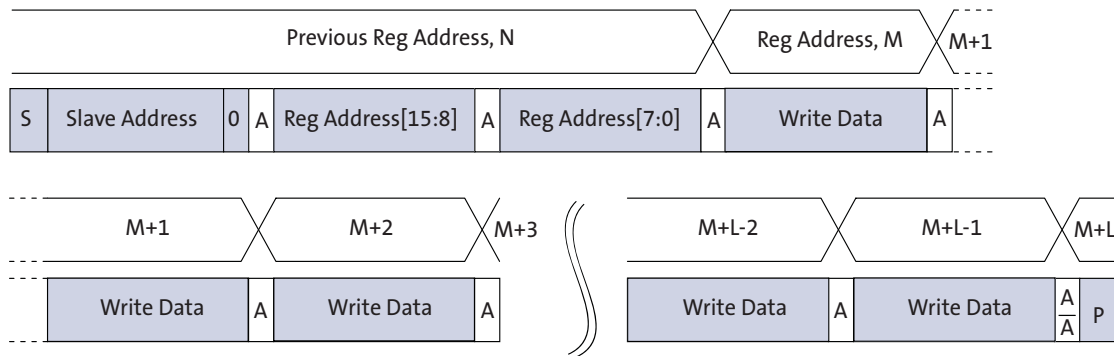 Previous Reg Address, N Reg Address, M M+1
S Slave Address 0 A Reg Address[15:8] A Reg Address[7:0] A Write Data A
M+1 M+2 M+3 M+L-2 M+L-1 M+L
Write Data A Write Data A Write Data A Write Data A
A P